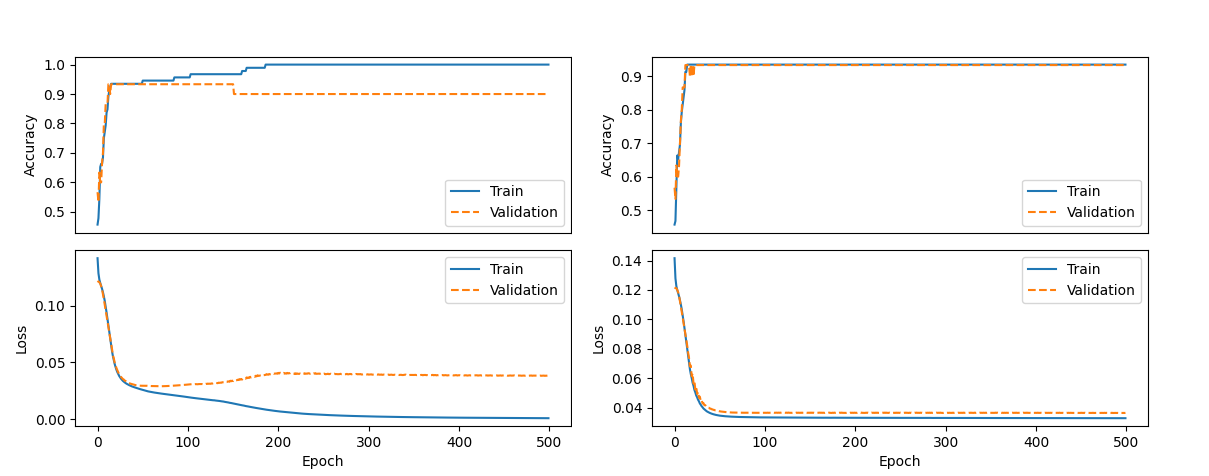 1.0
0.9
0.8
0.7
0.6
0.5
Accuracy
Train
Validation
0.9
0.8
0.7
0.6
0.5
Accuracy
Train
Validation
0.10
0.05
0.00
Loss
Train
Validation
0 100 200 300 400 500
Epoch
0.14
0.12
0.10
0.08
0.06
0.04
Loss
Train
Validation
0 100 200 300 400 500
Epoch